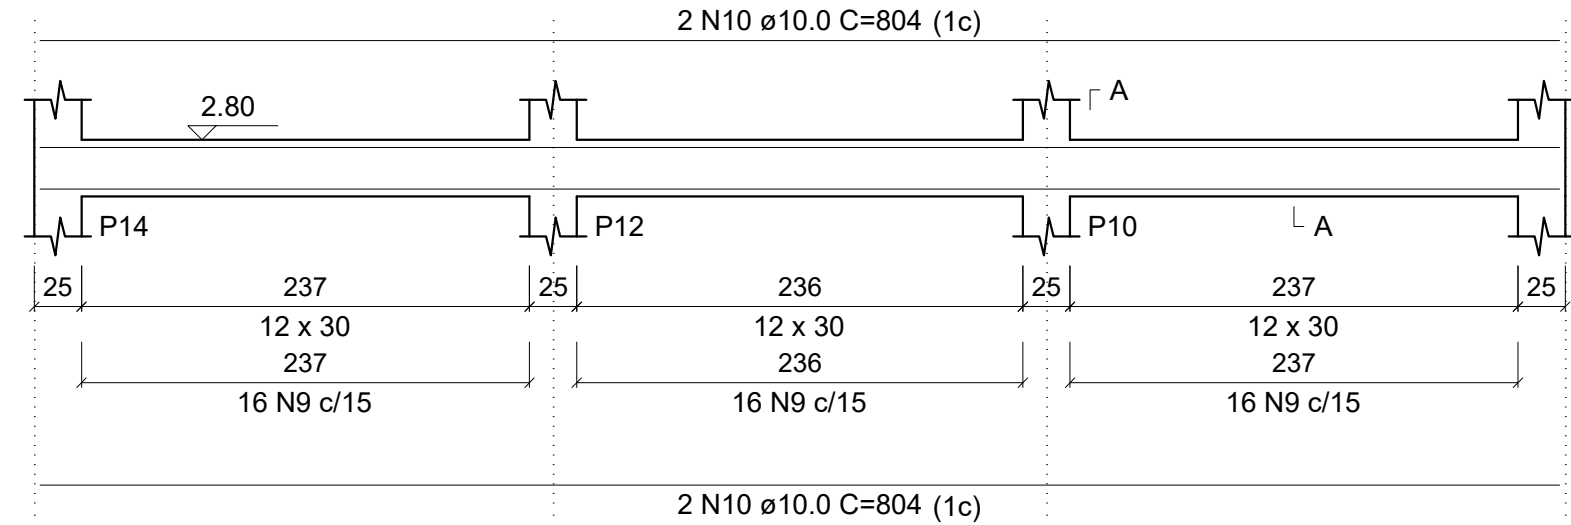 2 N10 ø10.0 C=804 (1c)
A
2.80
P14 P12 P10 A
25 237 25 236 25 237 25
12 x 30 12 x 30 12 x 30
237 236 237
16 N9 c/15 16 N9 c/15 16 N9 c/15
2 N10 ø10.0 C=804 (1c)